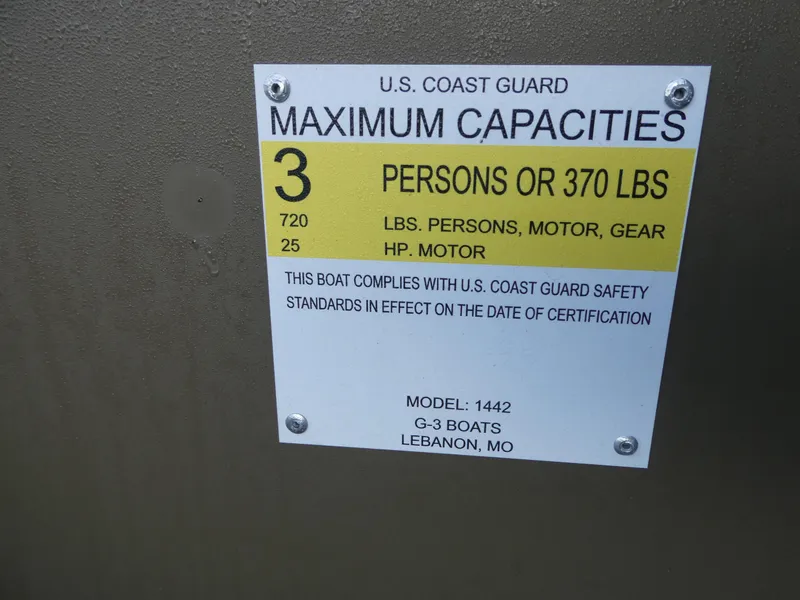 U.S. COAST GUARD
MAXIMUM CAPACITIES
3 PERSONS OR 370 LBS
720 LBS. PERSONS, MOTOR, GEAR
25 HP. MOTOR
THIS BOAT COMPLIES WITH U.S. COAST GUARD SAFETY
STANDARDS IN EFFECT ON THE DATE OF CERTIFICATION
MODEL: 1442
G-3 BOATS
LEBANON, MO